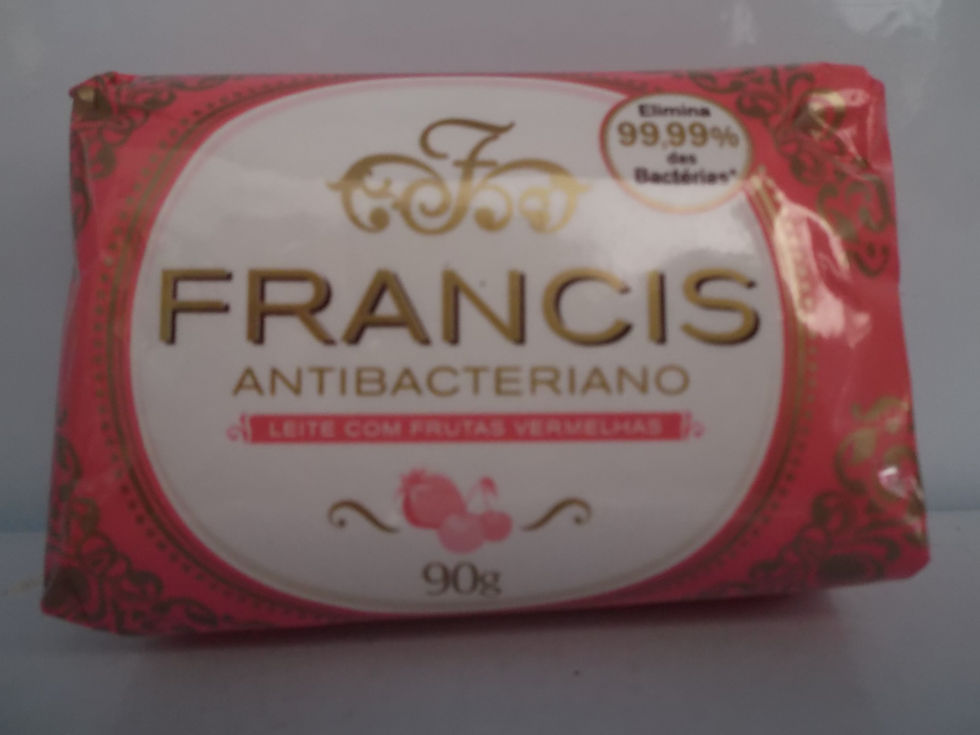 Elimina
99,99%
das
Bactérias*
F
FRANCIS
ANTIBACTERIANO
LEITE COM FRUTAS VERMELHAS
90g